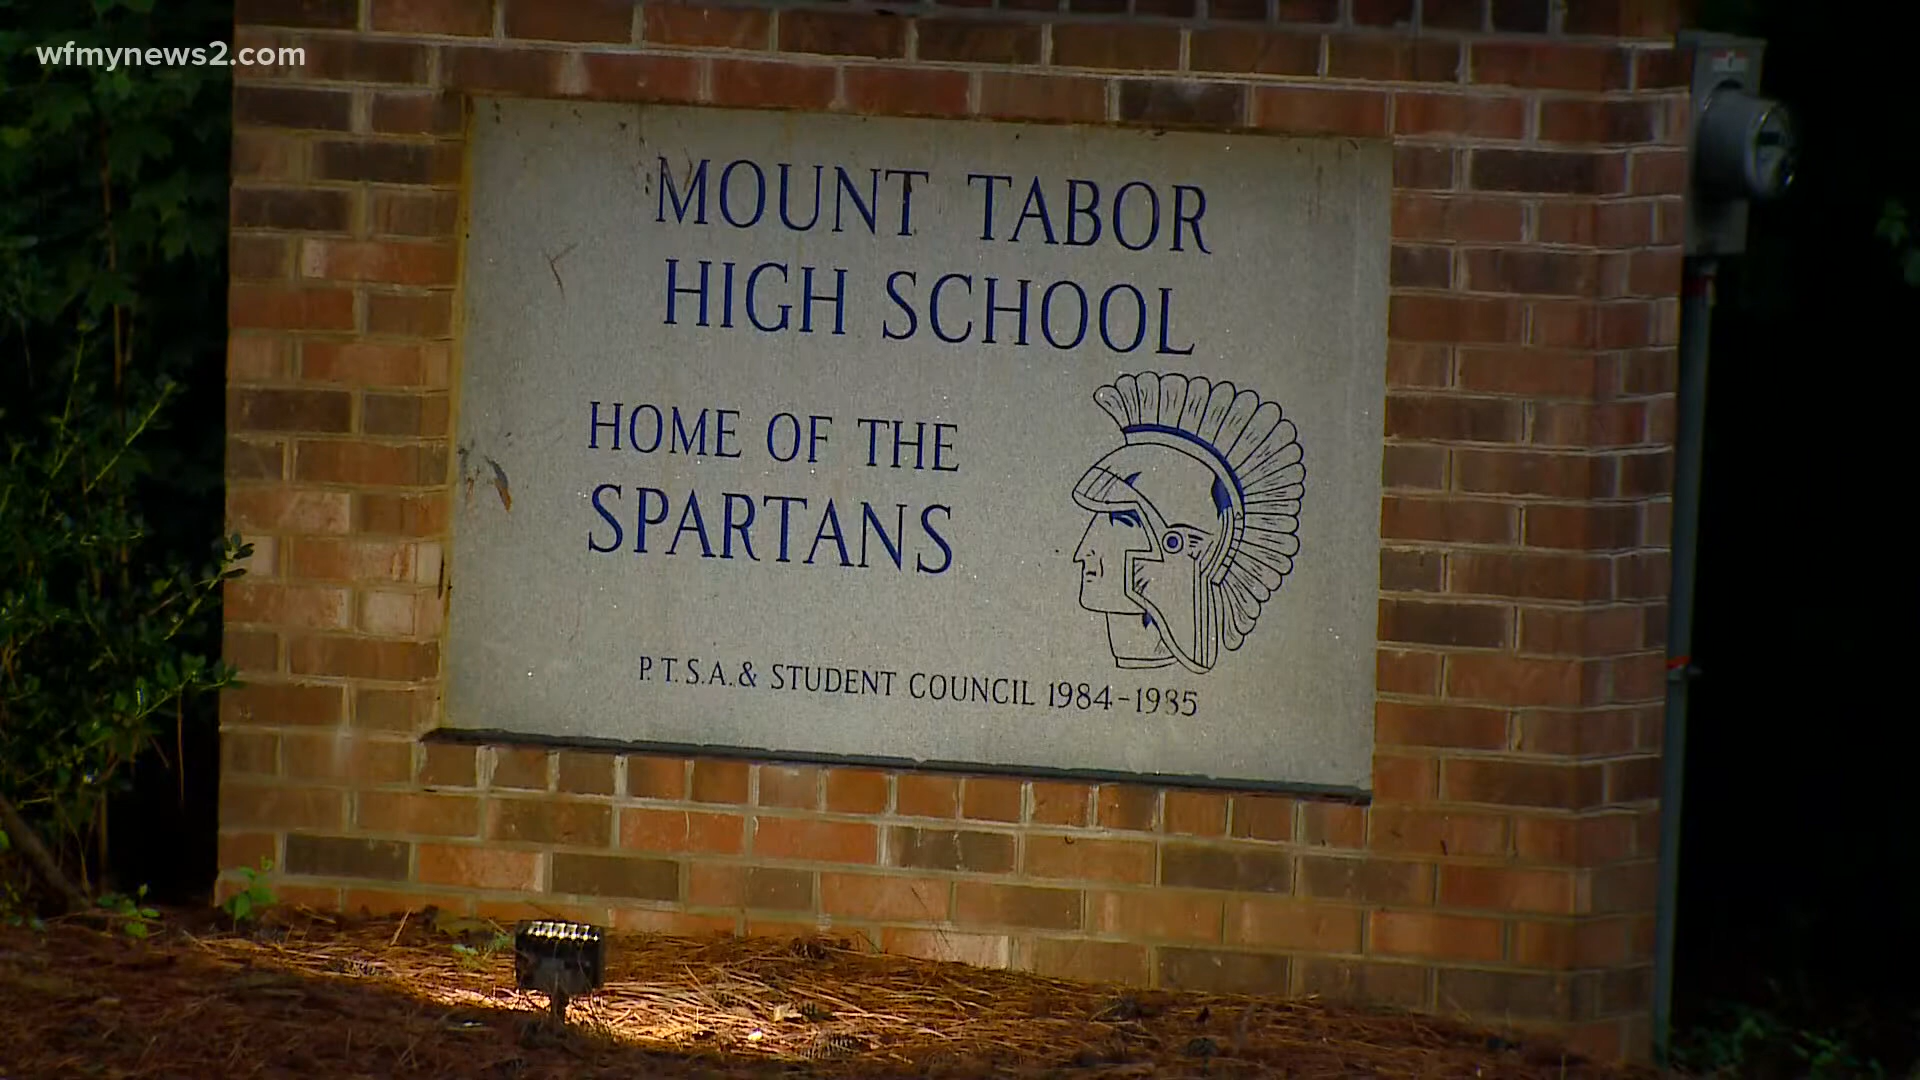 wfmynews2.com
MOUNT TABOR
HIGH SCHOOL
HOME OF THE
SPARTANS
P.T.S.A. & STUDENT COUNCIL 1984-1985